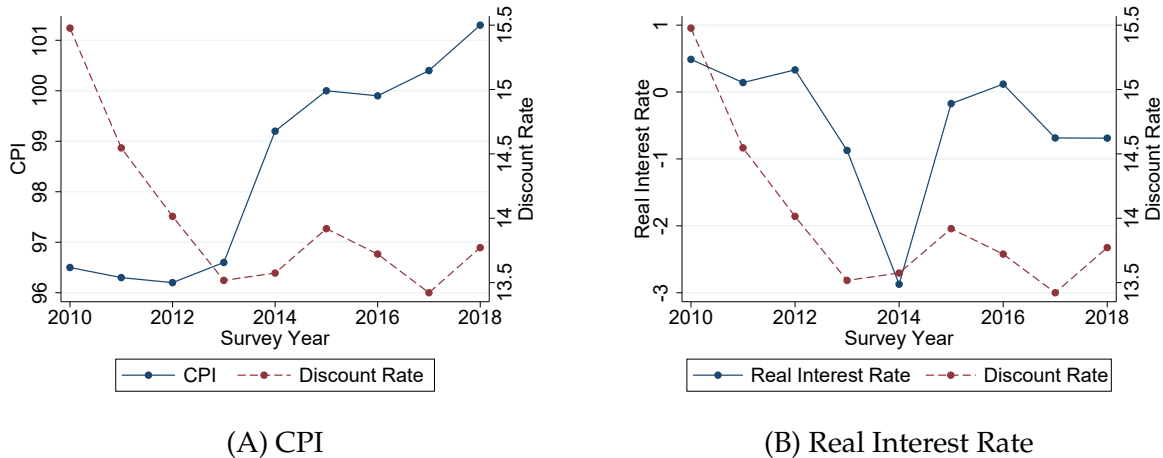 101
100
99
98
97
96
CPI
15.5
15
14.5
14
13.5
Discount Rate
2010 2012 2014 2016 2018
Survey Year
CPI Discount Rate
(A) CPI
1
0
-1
-2
-3
Real Interest Rate
15.5
15
14.5
14
13.5
Discount Rate
2010 2012 2014 2016 2018
Survey Year
Real Interest Rate Discount Rate
(B) Real Interest Rate